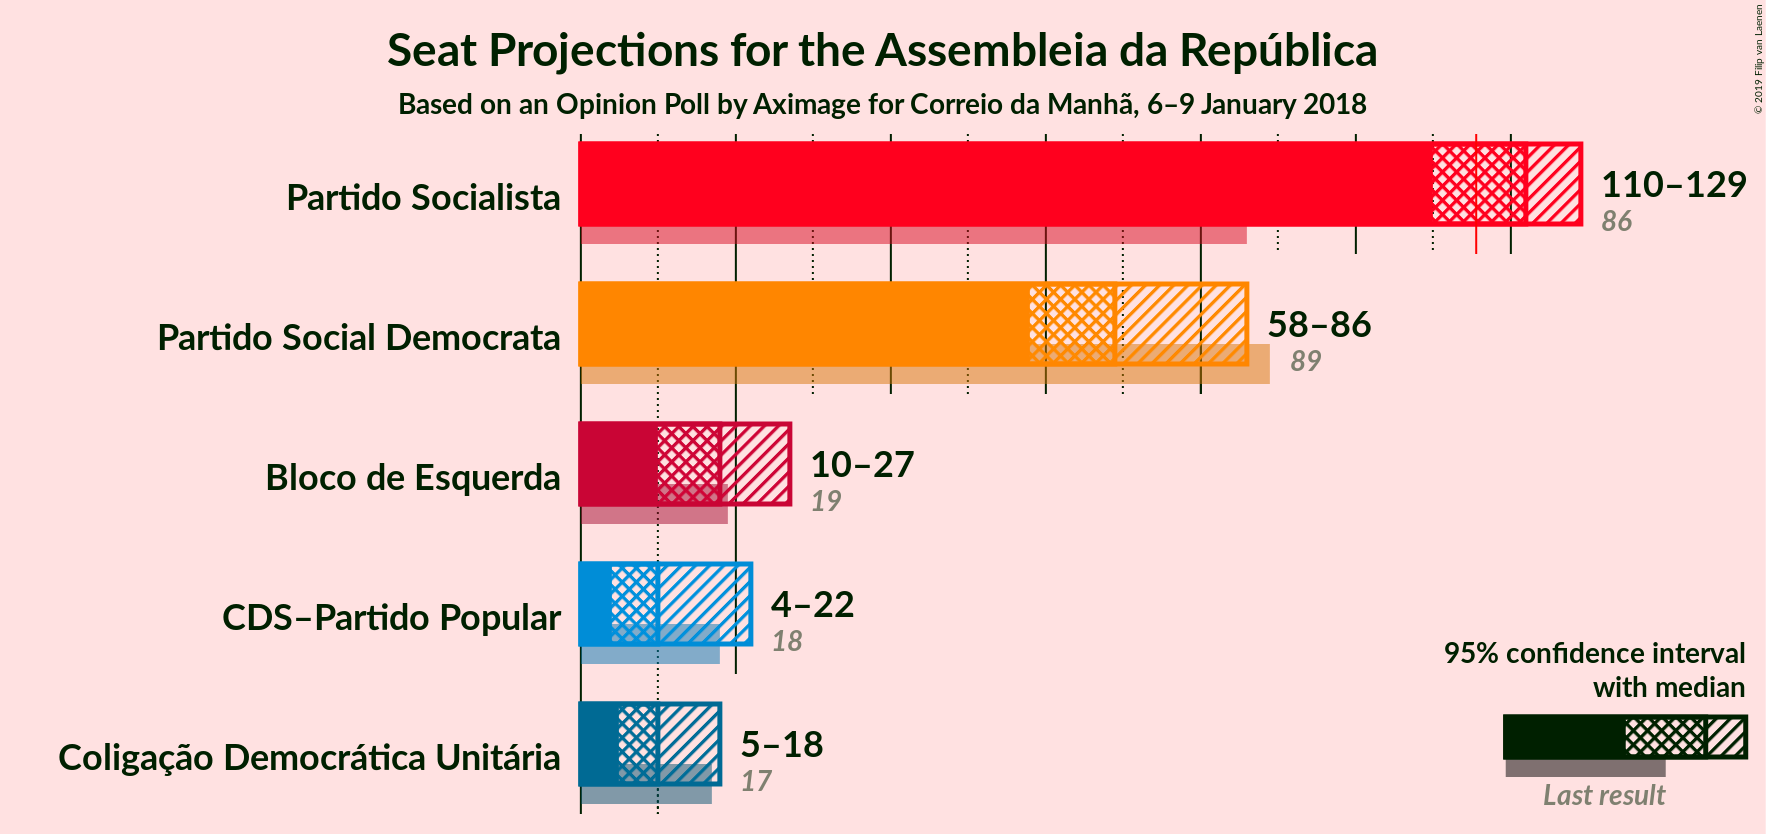 Seat Projections for the Assembleia da República
Based on an Opinion Poll by Aximage for Correio da Manhã, 6–9 January 2018
© 2019 Filip van Laenen
Partido Socialista
110–129
86
Partido Social Democrata
58–86
89
Bloco de Esquerda
10–27
19
CDS–Partido Popular
4–22
18
Coligação Democrática Unitária
5–18
17
95% confidence interval
with median
Last result